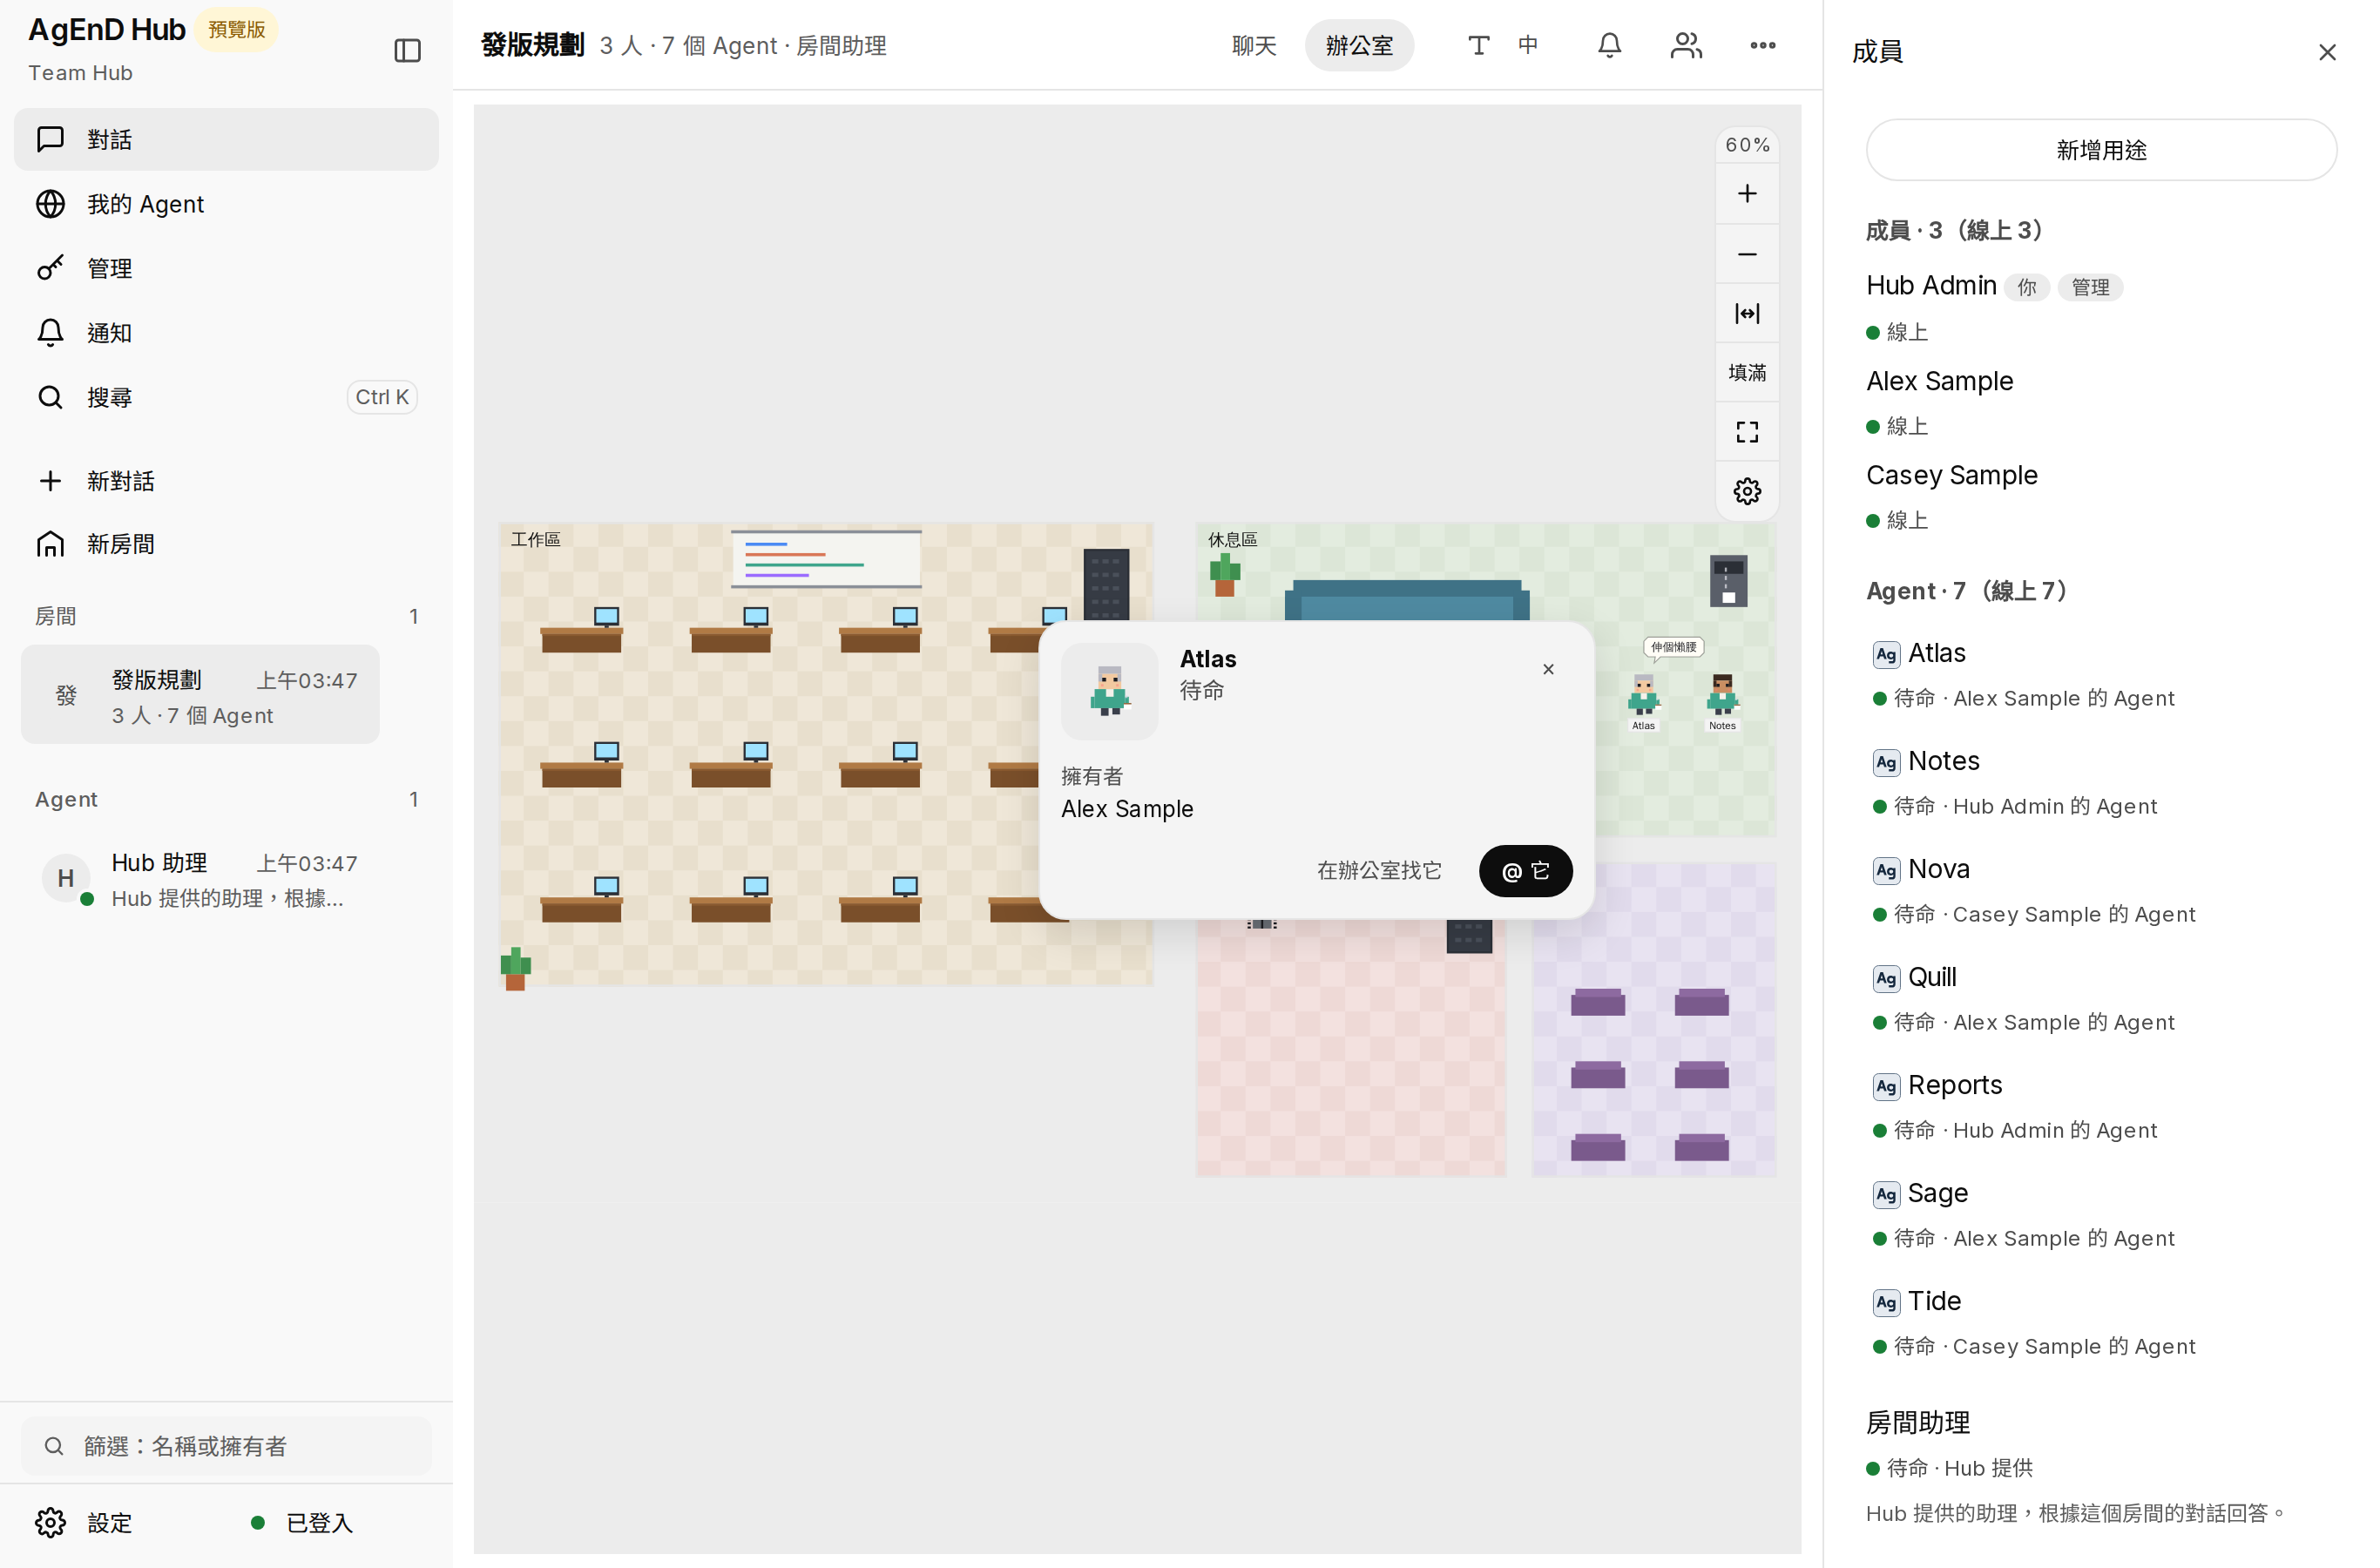 AgEnD Hub 預覽版
Team Hub
對話
我的 Agent
管理
通知
搜尋 Ctrl K
新對話
新房間
房間 1
發 發版規劃 上午03:47
3 人 · 7 個 Agent
Agent 1
H Hub 助理 上午03:47
Hub 提供的助理，根據...
篩選：名稱或擁有者
設定 已登入
發版規劃 3 人 · 7 個 Agent · 房間助理
聊天 辦公室 中
60%
填滿
工作區
休息區
伸個懶腰
Atlas Notes
Atlas
待命
×
擁有者
Alex Sample
在辦公室找它 @ 它
成員
新增用途
成員 · 3（線上 3）
Hub Admin 你 管理
線上
Alex Sample
線上
Casey Sample
線上
Agent · 7（線上 7）
Ag Atlas
待命 · Alex Sample 的 Agent
Ag Notes
待命 · Hub Admin 的 Agent
Ag Nova
待命 · Casey Sample 的 Agent
Ag Quill
待命 · Alex Sample 的 Agent
Ag Reports
待命 · Hub Admin 的 Agent
Ag Sage
待命 · Alex Sample 的 Agent
Ag Tide
待命 · Casey Sample 的 Agent
房間助理
待命 · Hub 提供
Hub 提供的助理，根據這個房間的對話回答。